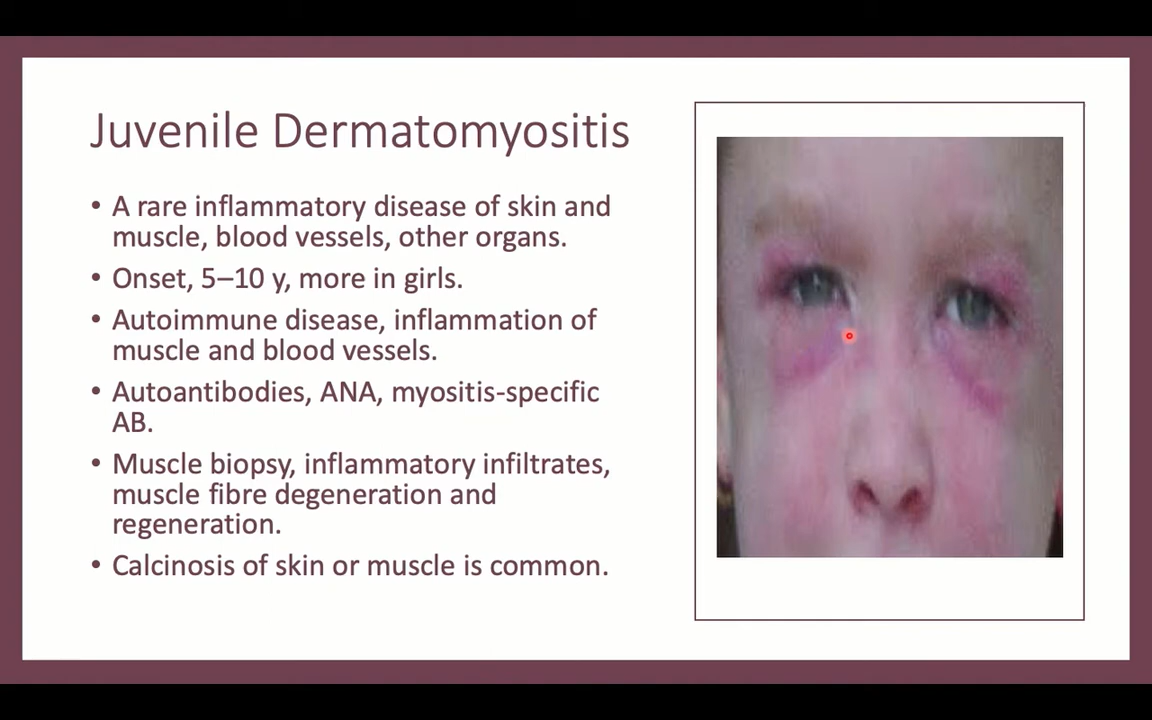 Juvenile Dermatomyositis
• A rare inflammatory disease of skin and
muscle, blood vessels, other organs.
• Onset, 5–10 y, more in girls.
• Autoimmune disease, inflammation of
muscle and blood vessels.
• Autoantibodies, ANA, myositis-specific
AB.
• Muscle biopsy, inflammatory infiltrates,
muscle fibre degeneration and
regeneration.
• Calcinosis of skin or muscle is common.